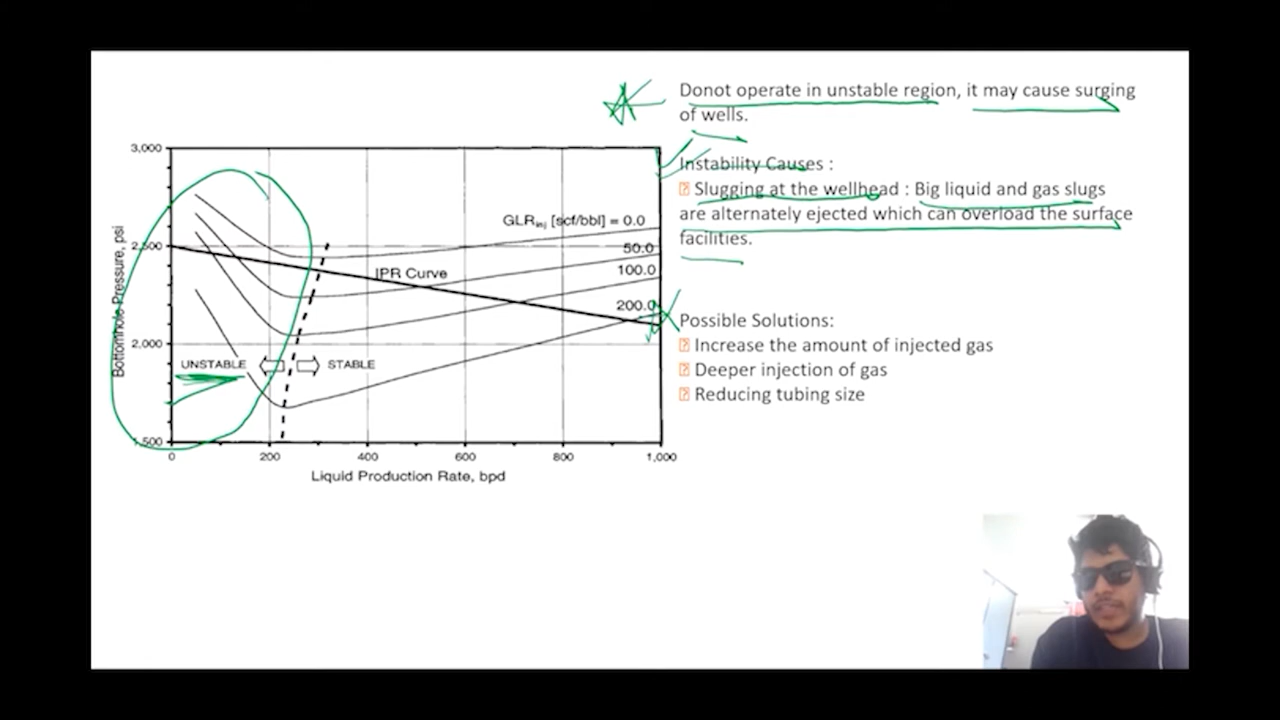 Donot operate in unstable region, it may cause surging
of wells.
Instability Causes :
Slugging at the wellhead : Big liquid and gas slugs
are alternately ejected which can overload the surface
facilities.
Possible Solutions:
Increase the amount of injected gas
Deeper injection of gas
Reducing tubing size
3,000
2,500
2,000
1,500
Bottomhole Pressure, psi
GLRinj [scf/bbl] = 0.0
50.0
100.0
200.0
IPR Curve
UNSTABLE
STABLE
0 200 400 600 800 1,000
Liquid Production Rate, bpd